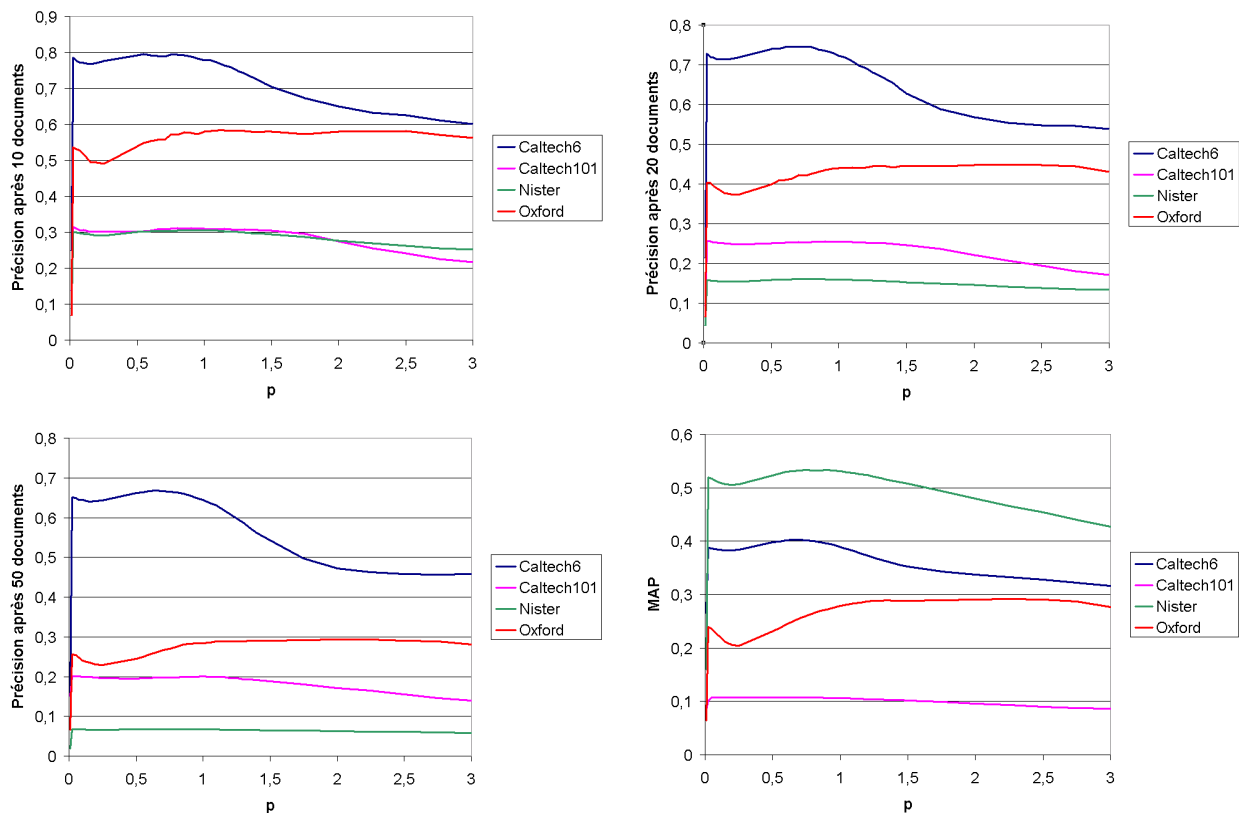 Précision après 10 documents
0,9
0,8
0,7
0,6
0,5
0,4
0,3
0,2
0,1
0
0 0,5 1 1,5 2 2,5 3
p
Caltech6
Caltech101
Nister
Oxford
Précision après 20 documents
0,8
0,7
0,6
0,5
0,4
0,3
0,2
0,1
0
0 0,5 1 1,5 2 2,5 3
p
Caltech6
Caltech101
Nister
Oxford
Précision après 50 documents
0,8
0,7
0,6
0,5
0,4
0,3
0,2
0,1
0
0 0,5 1 1,5 2 2,5 3
p
Caltech6
Caltech101
Nister
Oxford
MAP
0,6
0,5
0,4
0,3
0,2
0,1
0
0 0,5 1 1,5 2 2,5 3
p
Caltech6
Caltech101
Nister
Oxford